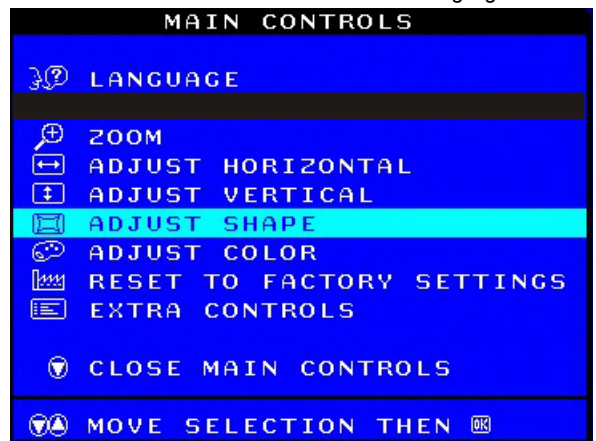 MAIN CONTROLS
LANGUAGE
ZOOM
ADJUST HORIZONTAL
ADJUST VERTICAL
ADJUST SHAPE
ADJUST COLOR
RESET TO FACTORY SETTINGS
EXTRA CONTROLS
CLOSE MAIN CONTROLS
MOVE SELECTION THEN OK